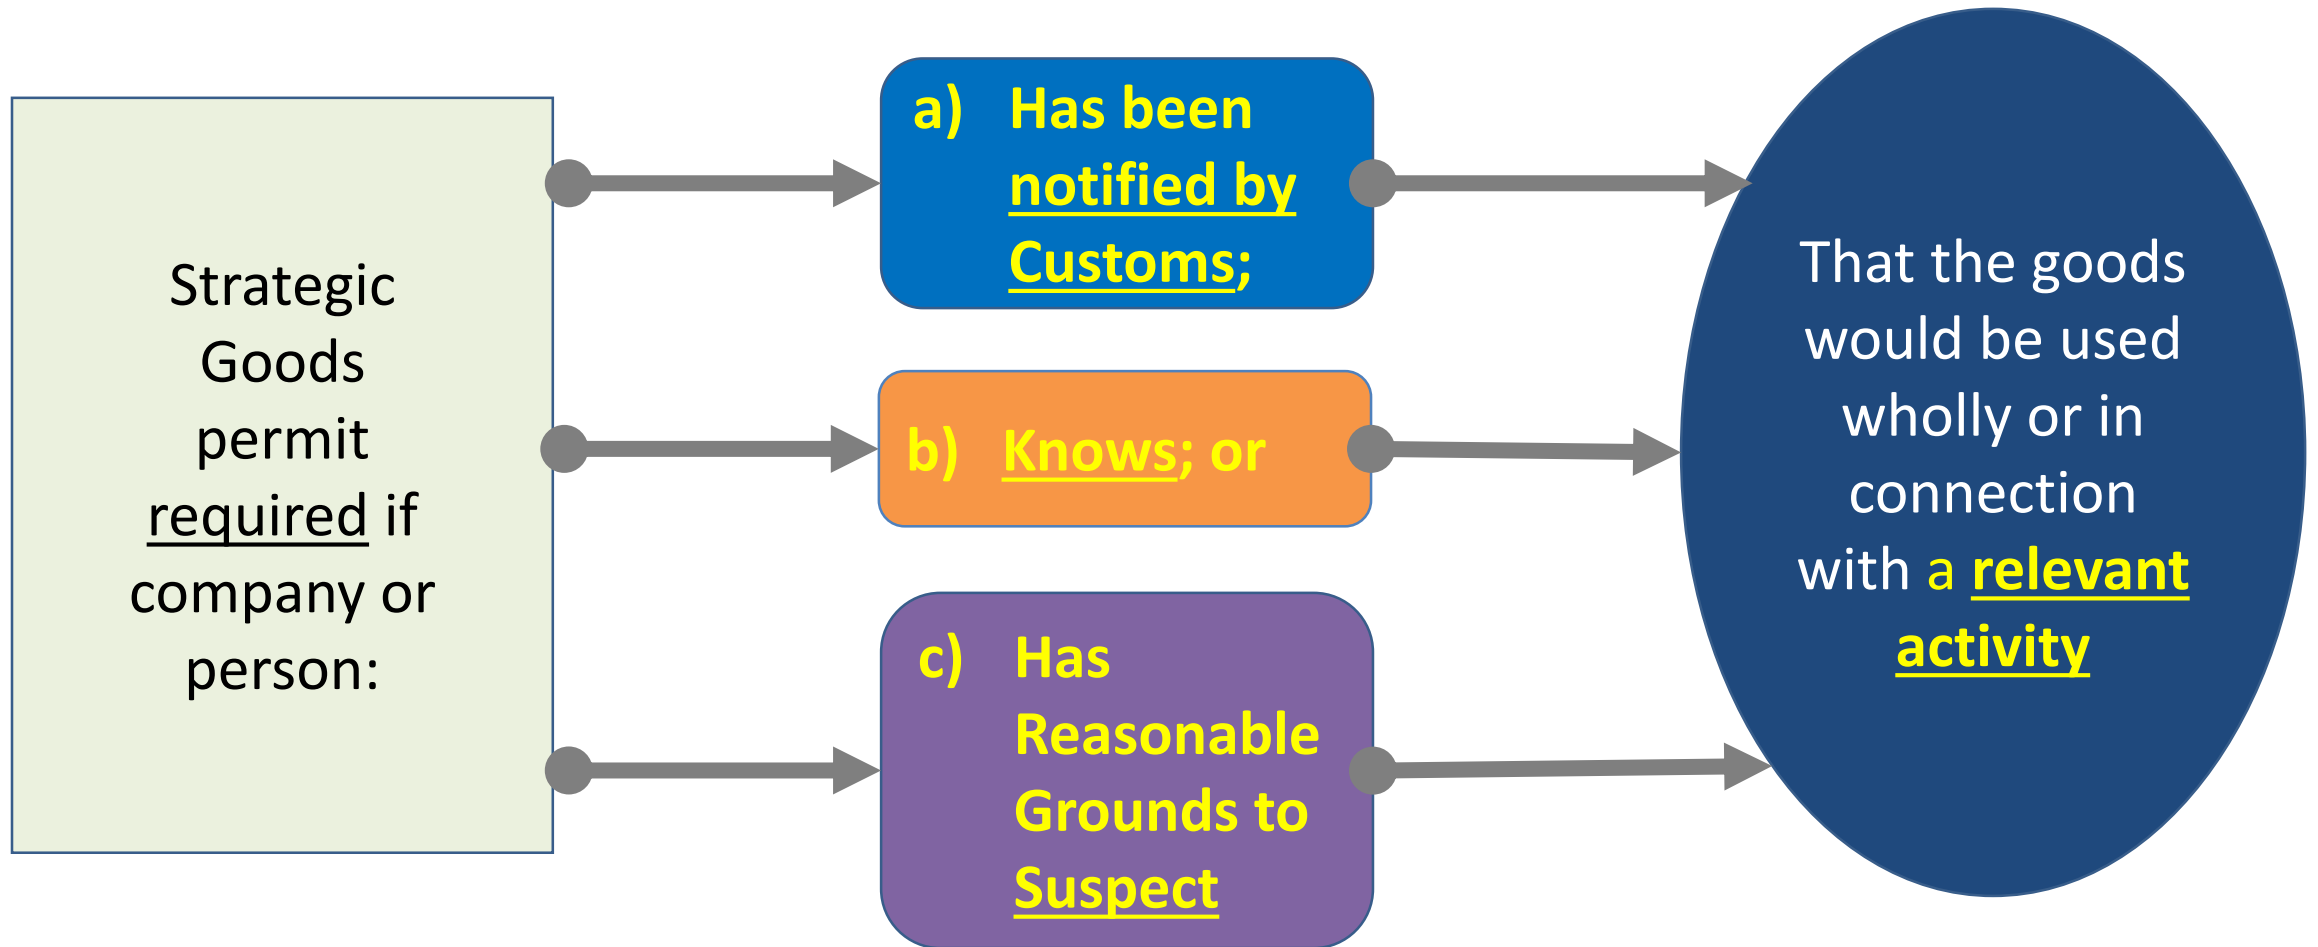 Strategic
Goods
permit
required if
company or
person:
a) Has been
notified by
Customs;
b) Knows; or
c) Has
Reasonable
Grounds to
Suspect
That the goods
would be used
wholly or in
connection
with a relevant
activity